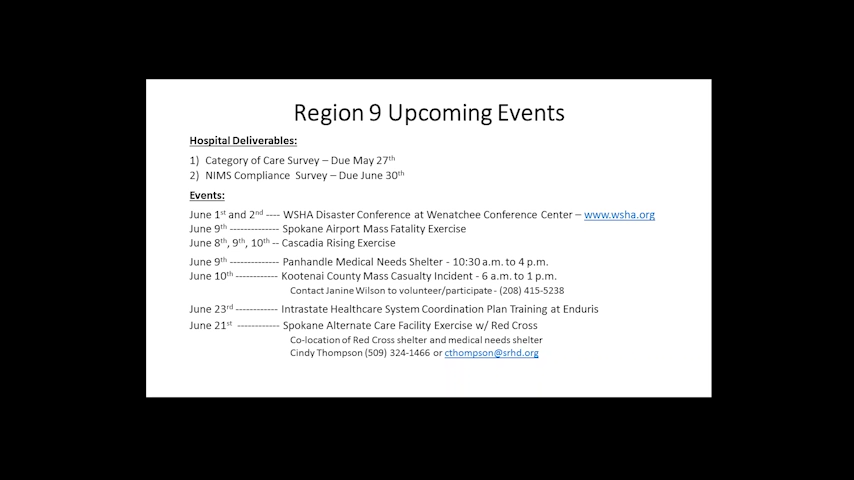 Region 9 Upcoming Events
Hospital Deliverables:
1) Category of Care Survey – Due May 27th
2) NIMS Compliance Survey – Due June 30th
Events:
June 1st and 2nd ---- WSHA Disaster Conference at Wenatchee Conference Center – www.wsha.org
June 9th -------------- Spokane Airport Mass Fatality Exercise
June 8th, 9th, 10th -- Cascadia Rising Exercise
June 9th -------------- Panhandle Medical Needs Shelter - 10:30 a.m. to 4 p.m.
June 10th ------------ Kootenai County Mass Casualty Incident - 6 a.m. to 1 p.m.
Contact Janine Wilson to volunteer/participate - (208) 415-5238
June 23rd ------------ Intrastate Healthcare System Coordination Plan Training at Enduris
June 21st ------------ Spokane Alternate Care Facility Exercise w/ Red Cross
Co-location of Red Cross shelter and medical needs shelter
Cindy Thompson (509) 324-1466 or cthompson@srhd.org